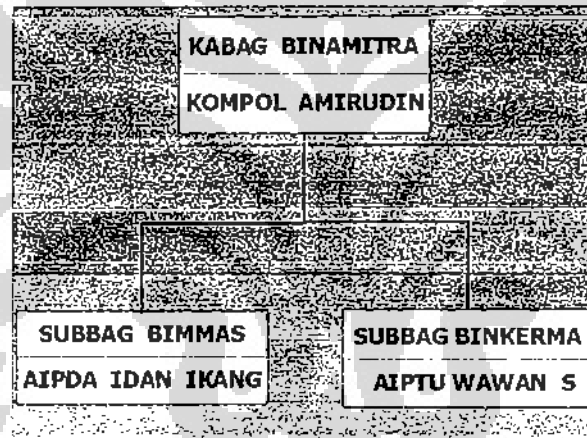 KABAG BINAMITRA
KOMPOL AMIRUDIN
SUBBAG BIMMAS
AIPDA IDAN IKANG
SUBBAG BINKERMA
AIPTU WAWAN S